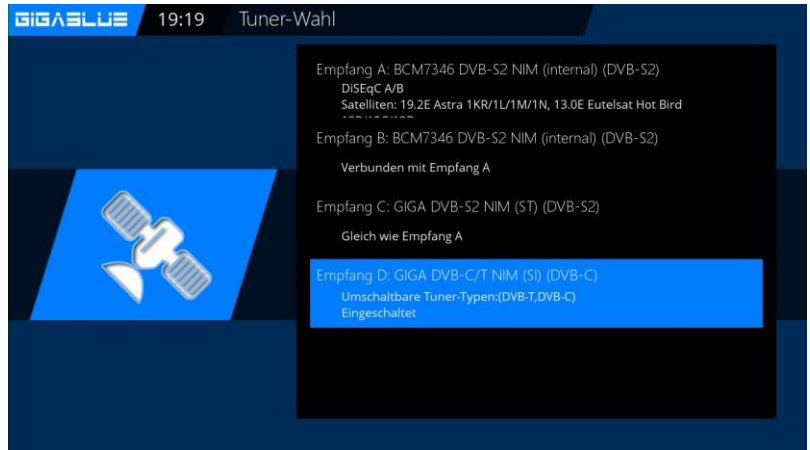 GIGABLUE 19:19 Tuner-Wahl
Empfang A: BCM7346 DVB-S2 NIM (internal) (DVB-S2)
DiSEqC A/B
Satelliten: 19.2E Astra 1KR/1L/1M/1N, 13.0E Eutelsat Hot Bird
Empfang B: BCM7346 DVB-S2 NIM (internal) (DVB-S2)
Verbunden mit Empfang A
Empfang C: GIGA DVB-S2 NIM (ST) (DVB-S2)
Gleich wie Empfang A
Empfang D: GIGA DVB-C/T NIM (SI) (DVB-C)
Umschaltbare Tuner-Typen:(DVB-T,DVB-C)
Eingeschaltet